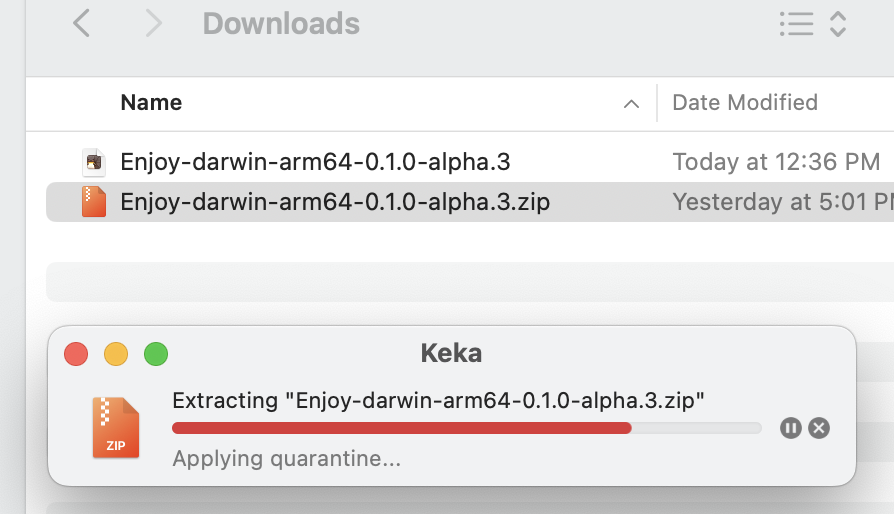 Downloads
Name
Date Modified
Enjoy-darwin-arm64-0.1.0-alpha.3
Today at 12:36 PM
Enjoy-darwin-arm64-0.1.0-alpha.3.zip
Yesterday at 5:01 PM
Keka
Extracting "Enjoy-darwin-arm64-0.1.0-alpha.3.zip"
ZIP
Applying quarantine...